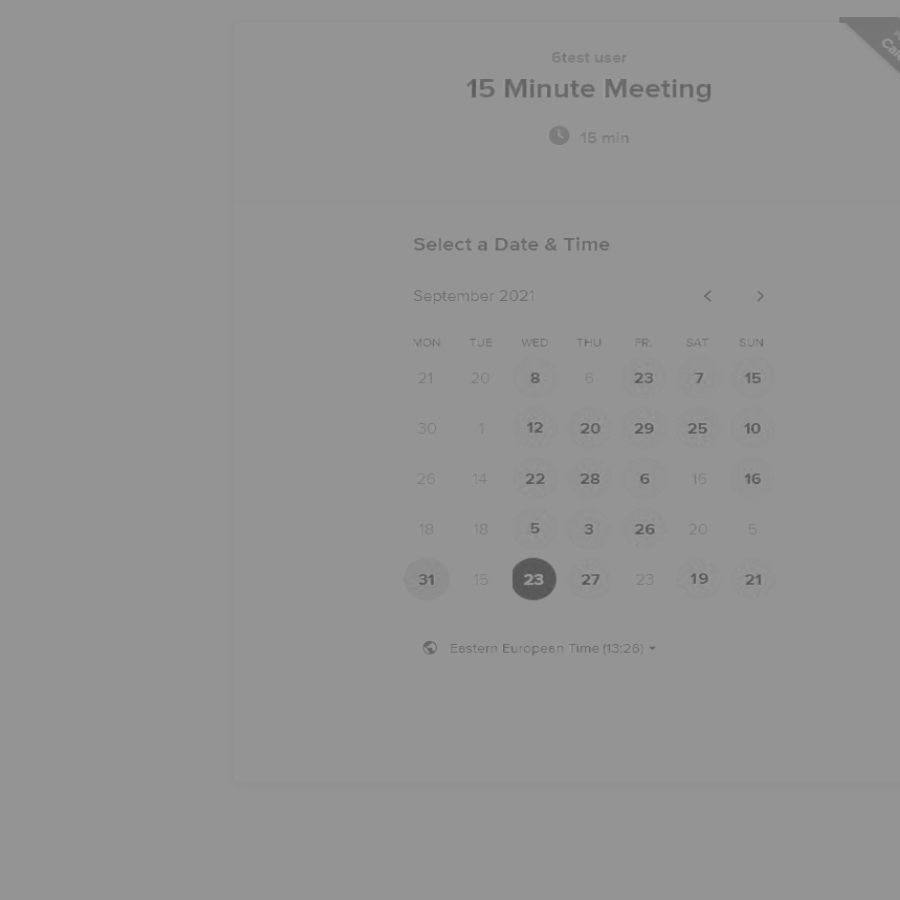 6test user
15 Minute Meeting
15 min
Select a Date & Time
September 2021
MON TUE WED THU FRI SAT SUN
21 20 8 6 23 7 15
30 1 12 20 29 25 10
26 14 22 28 6 16 16
18 18 5 3 26 20 5
31 15 23 27 23 19 21
Eastern European Time (13:26)